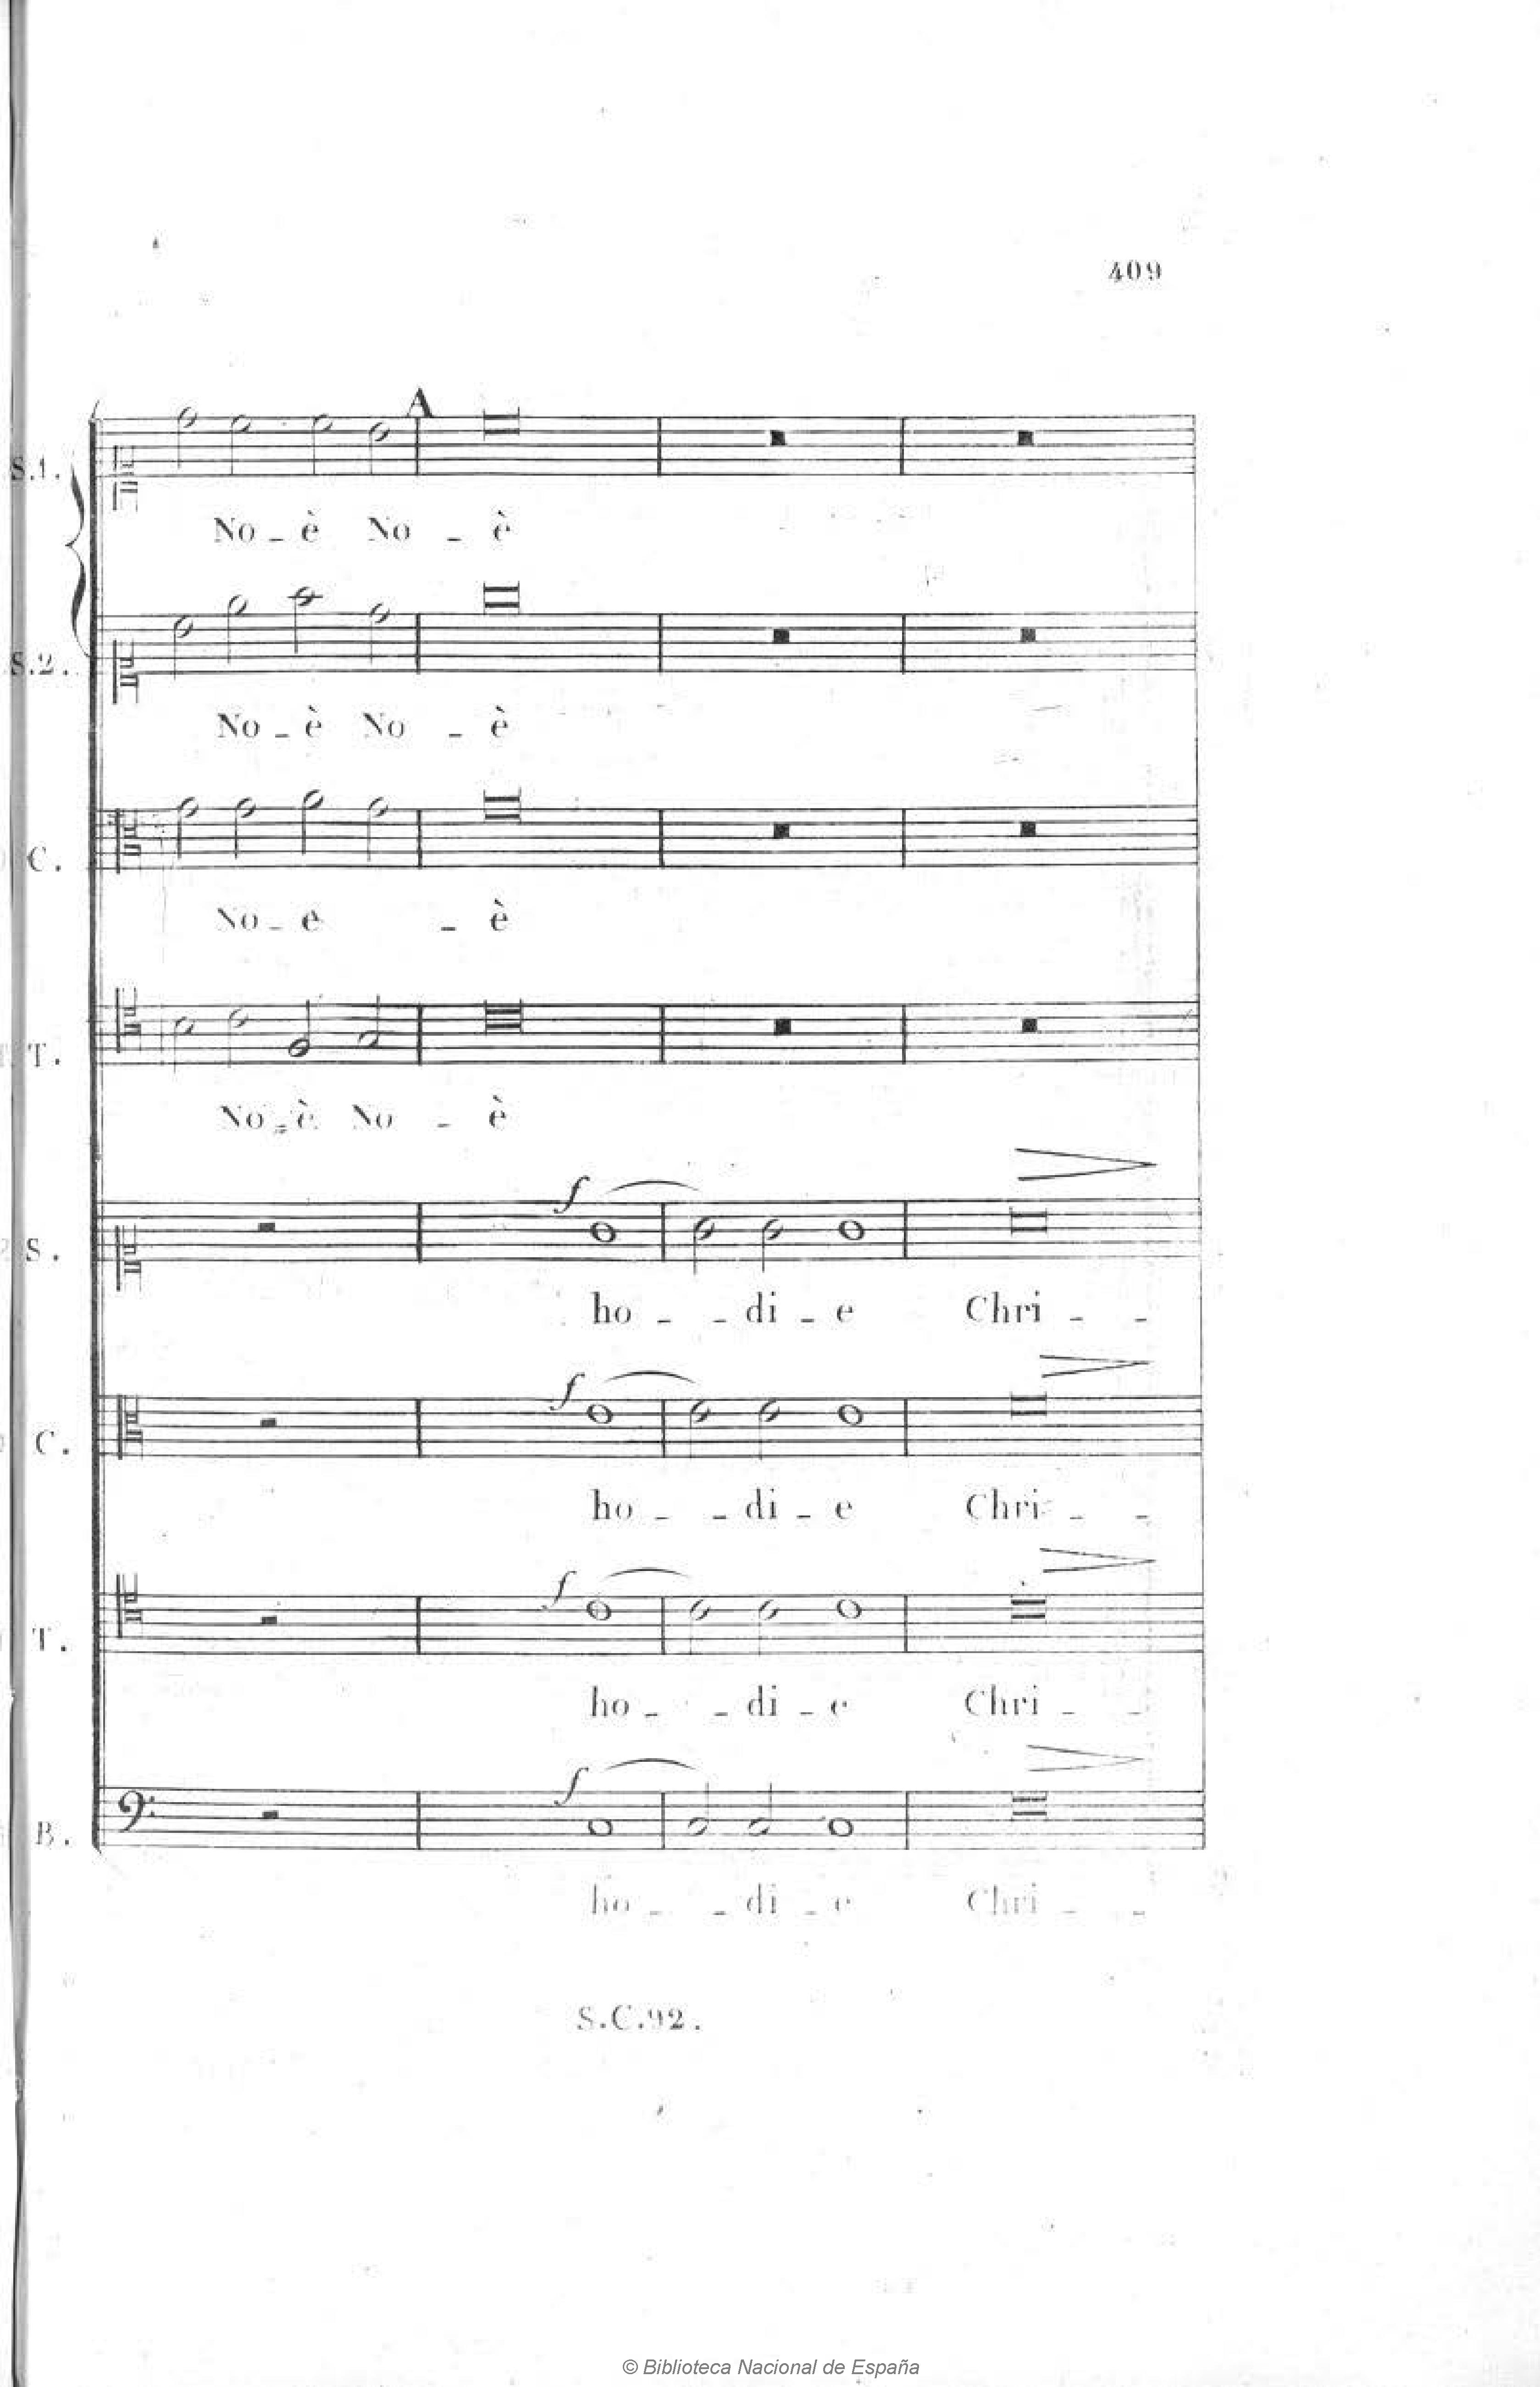 409
A
S.1.
No - è No - è
S.2.
No - è No - è
C.
No - e - è
T.
No - è No - è
f
S.
ho - - di - e Chri - -
f
C.
ho - - di - e Chri - -
f
T.
ho - - di - e Chri - -
f
B.
ho - - di - e Chri - -
S.C.92.
© Biblioteca Nacional de España